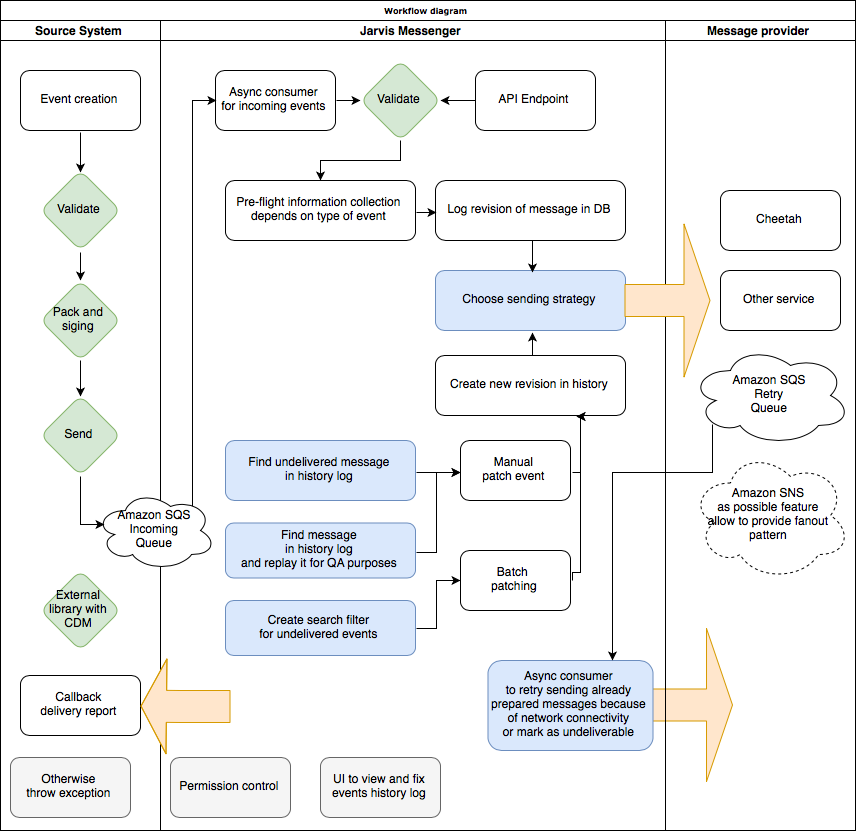 Workflow diagram
Source System
Jarvis Messenger
Message provider
Event creation
Async consumer
for incoming events
Validate
API Endpoint
Validate
Pre-flight information collection
depends on type of event
Log revision of message in DB
Cheetah
Choose sending strategy
Other service
Pack and
siging
Create new revision in history
Amazon SQS
Retry
Queue
Send
Find undelivered message
in history log
Manual
patch event
Amazon SNS
as possible feature
allow to provide fanout
pattern
Amazon SQS
Incoming
Queue
Find message
in history log
and replay it for QA purposes
Batch
patching
External
library with
CDM
Create search filter
for undelivered events
Async consumer
to retry sending already
prepared messages because
of network connectivity
or mark as undeliverable
Callback
delivery report
Otherwise
throw exception
Permission control
UI to view and fix
events history log